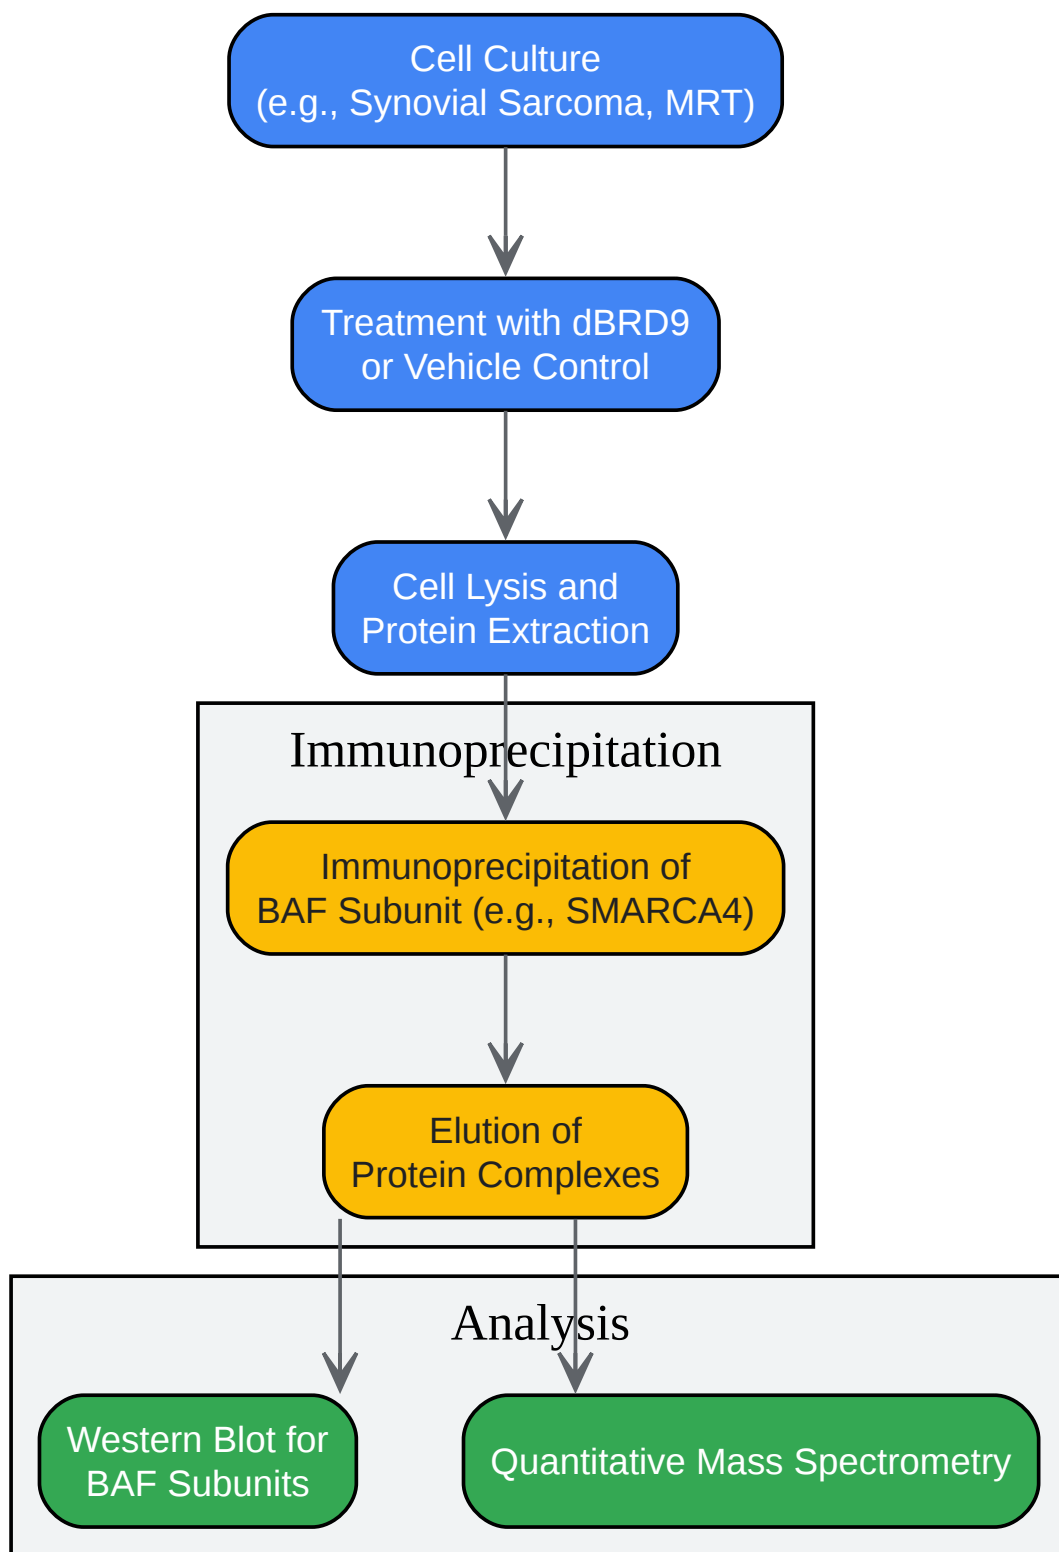 Cell Culture
(e.g., Synovial Sarcoma, MRT)
Treatment with dBRD9
or Vehicle Control
Cell Lysis and
Protein Extraction
Immunoprecipitation
Immunoprecipitation of
BAF Subunit (e.g., SMARCA4)
Elution of
Protein Complexes
Analysis
Western Blot for
BAF Subunits
Quantitative Mass Spectrometry